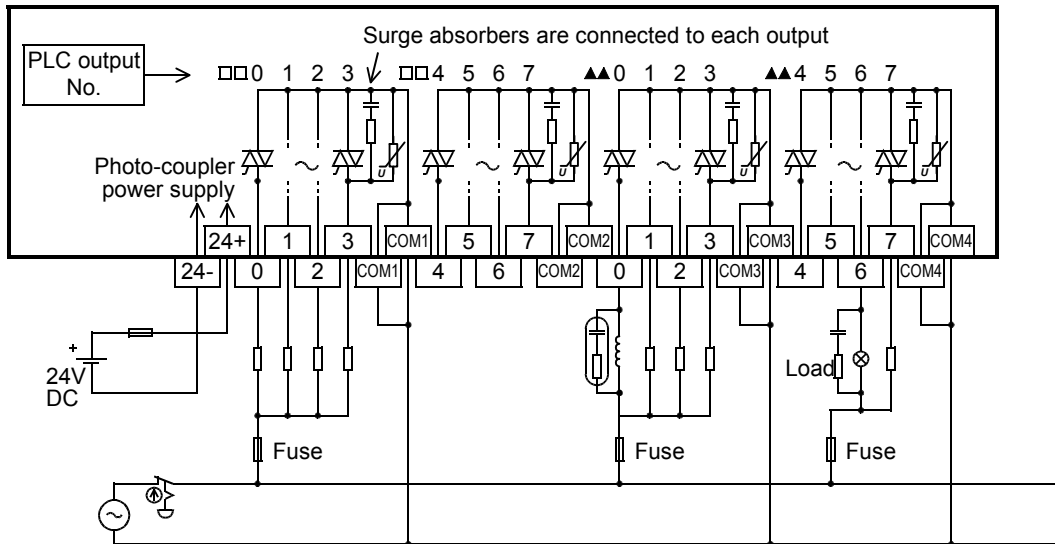 Surge absorbers are connected to each output
PLC output
No.
□□0 1 2 3 □□4 5 6 7 ▲▲0 1 2 3 ▲▲4 5 6 7
Photo-coupler
power supply
U U U U
24+ 1 3 COM1 5 7 COM2 1 3 COM3 5 7 COM4
24- 0 2 COM1 4 6 COM2 0 2 COM3 4 6 COM4
+
24V
DC
Load
Fuse Fuse Fuse